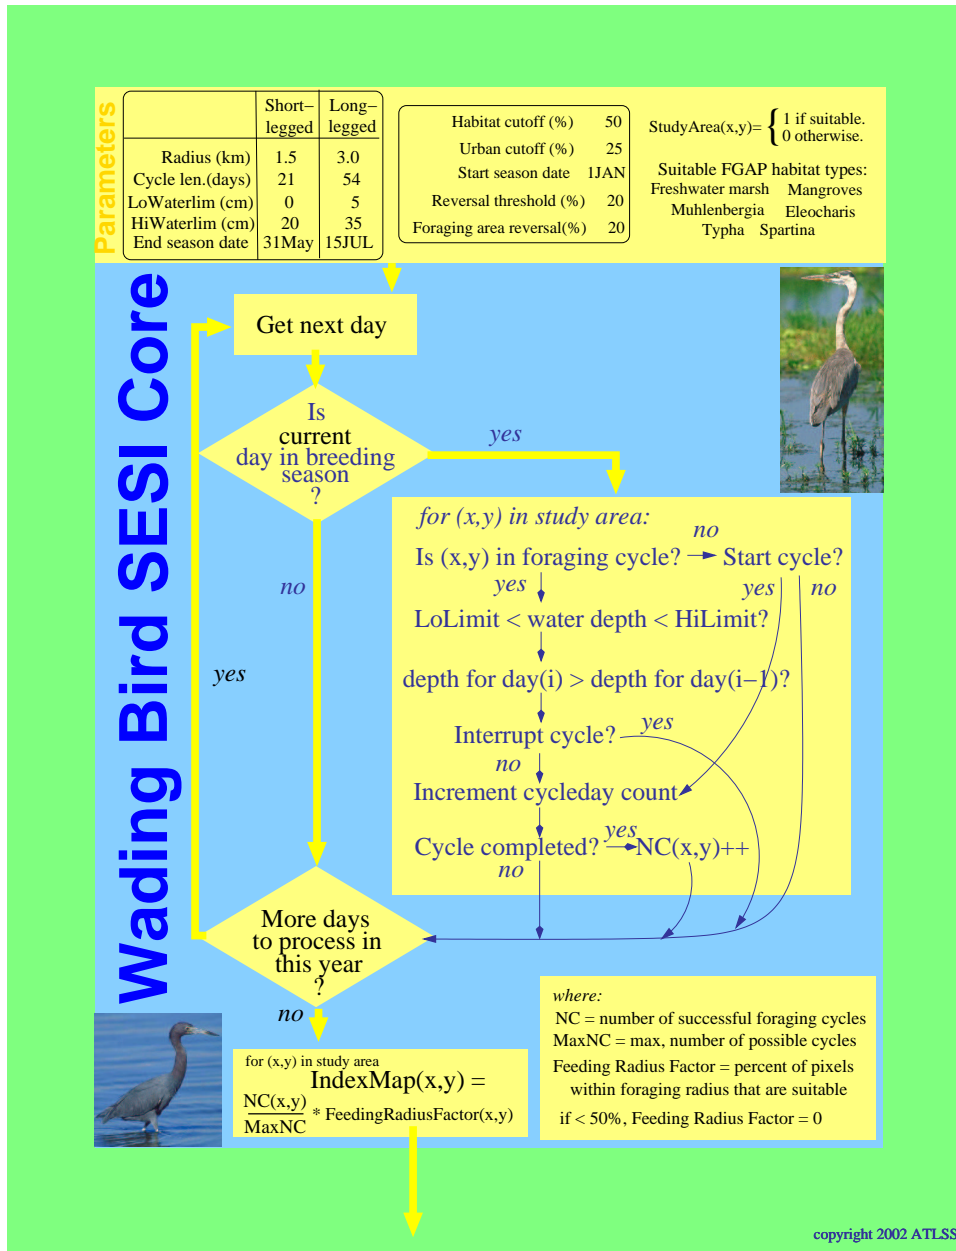 Parameters
Short– Long–
legged legged
Radius (km) 1.5 3.0
Cycle len.(days) 21 54
LoWaterlim (cm) 0 5
HiWaterlim (cm) 20 35
End season date 31May 15JUL
Habitat cutoff (%) 50
Urban cutoff (%) 25
Start season date 1JAN
Reversal threshold (%) 20
Foraging area reversal(%) 20
StudyArea(x,y)= { 1 if suitable.
0 otherwise.
Suitable FGAP habitat types:
Freshwater marsh Mangroves
Muhlenbergia Eleocharis
Typha Spartina
Wading Bird SESI Core
Get next day
Is
current
day in breeding
season
?
yes
no
yes
for (x,y) in study area:
Is (x,y) in foraging cycle? no Start cycle?
yes yes no
LoLimit < water depth < HiLimit?
depth for day(i) > depth for day(i–1)?
Interrupt cycle? yes
no
Increment cycleday count
Cycle completed? yes NC(x,y)++
no
More days
to process in
this year
?
no
for (x,y) in study area
IndexMap(x,y) =
NC(x,y)
MaxNC * FeedingRadiusFactor(x,y)
where:
NC = number of successful foraging cycles
MaxNC = max, number of possible cycles
Feeding Radius Factor = percent of pixels
within foraging radius that are suitable
if < 50%, Feeding Radius Factor = 0
copyright 2002 ATLSS